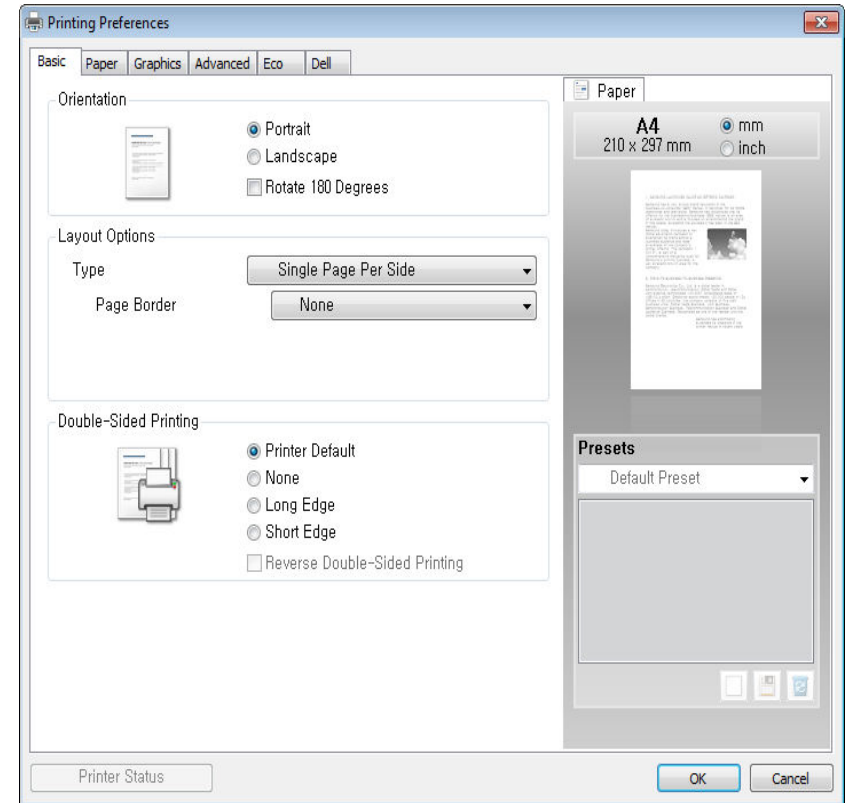 Printing Preferences
Basic Paper Graphics Advanced Eco Dell
Orientation
Portrait
Landscape
Rotate 180 Degrees
Layout Options
Type Single Page Per Side
Page Border None
Double-Sided Printing
Printer Default
None
Long Edge
Short Edge
Reverse Double-Sided Printing
Paper
A4
210 x 297 mm
mm
inch
Presets
Default Preset
Printer Status
OK Cancel